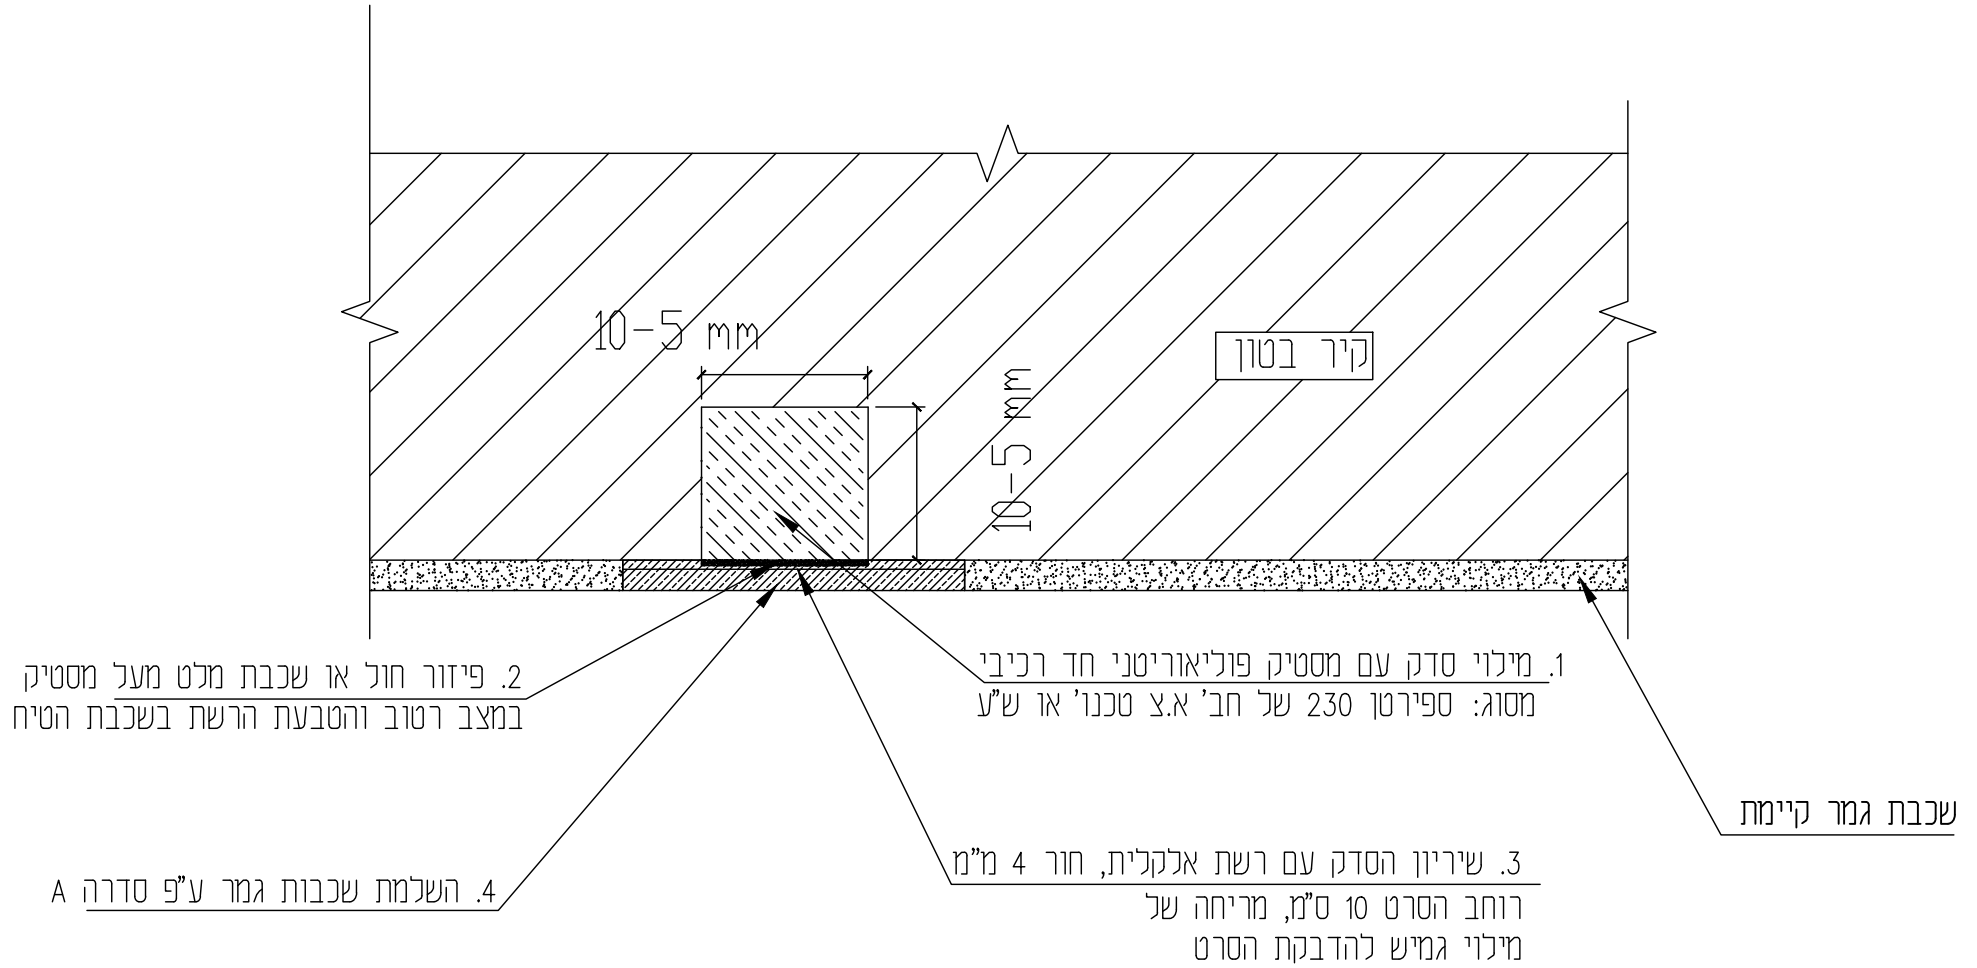 10-5 mm
10-5 mm
קיר בטון
1. מילוי סדק עם מסטיק פוליאוריטני חד רכיבי
מסוג: ספירטן 230 של חב' א.צ טכנו' או ש"ע
2. פיזור חול או שכבת מלט מעל מסטיק
במצב רטוב והטבעת הרשת בשכבת הטיח
שכבת גמר קיימת
3. שיריון הסדק עם רשת אלקלית, חור 4 מ"מ
רוחב הסרט 10 ס"מ, מריחה של
מילוי גמיש להדבקת הסרט
4. השלמת שכבות גמר ע"פ סדרה A